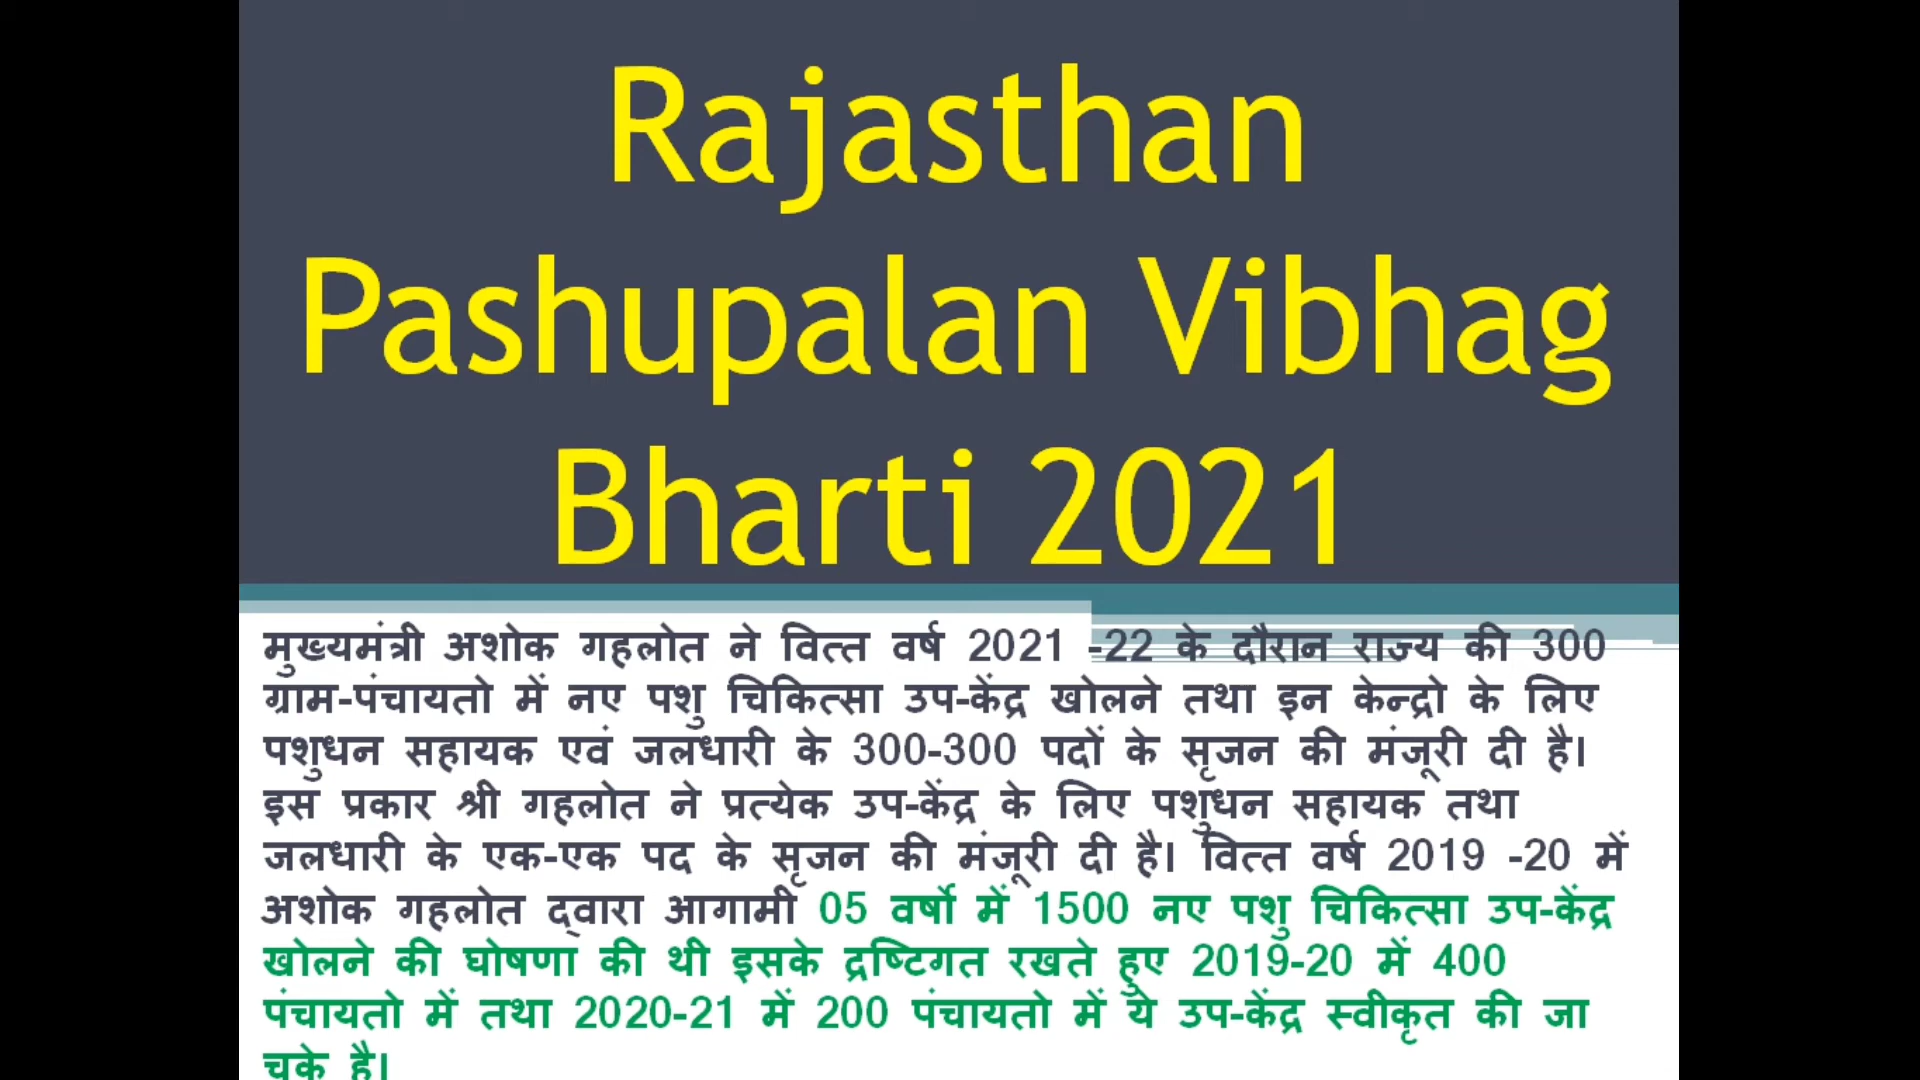 Rajasthan
Pashupalan Vibhag
Bharti 2021
मुख्यमंत्री अशोक गहलोत ने वित्त वर्ष 2021 -22 के दौरान राज्य की 300
ग्राम-पंचायतो में नए पशु चिकित्सा उप-केंद्र खोलने तथा इन केन्द्रो के लिए
पशुधन सहायक एवं जलधारी के 300-300 पदों के सृजन की मंजूरी दी है।
इस प्रकार श्री गहलोत ने प्रत्येक उप-केंद्र के लिए पशुधन सहायक तथा
जलधारी के एक-एक पद के सृजन की मंजूरी दी है। वित्त वर्ष 2019 -20 में
अशोक गहलोत द्वारा आगामी 05 वर्षो में 1500 नए पशु चिकित्सा उप-केंद्र
खोलने की घोषणा की थी इसके द्रष्टिगत रखते हुए 2019-20 में 400
पंचायतो में तथा 2020-21 में 200 पंचायतो में ये उप-केंद्र स्वीकृत की जा
चुके है।